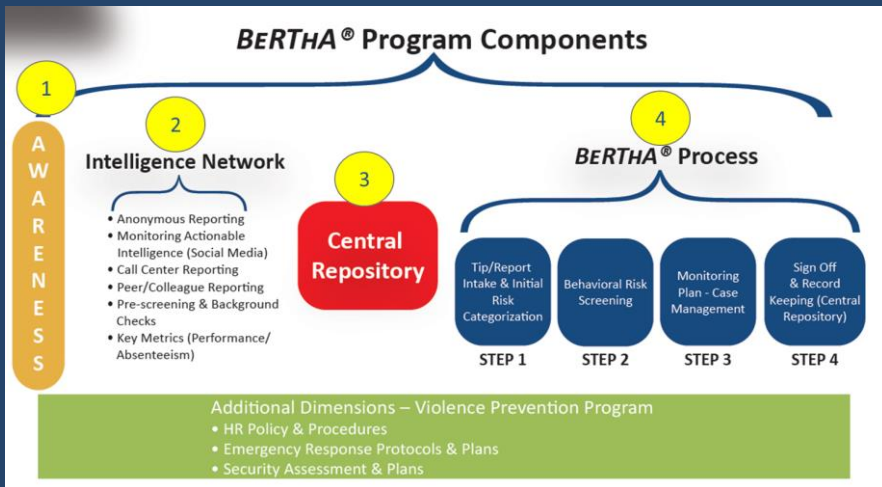 BERTHA® Program Components
1
AWARENESS
2
Intelligence Network
• Anonymous Reporting
• Monitoring Actionable
Intelligence (Social Media)
• Call Center Reporting
• Peer/Colleague Reporting
• Pre-screening & Background
Checks
• Key Metrics (Performance/
Absenteeism)
3
Central
Repository
4
BERTHA® Process
Tip/Report
Intake & Initial
Risk
Categorization
STEP 1
Behavioral Risk
Screening
STEP 2
Monitoring
Plan - Case
Management
STEP 3
Sign Off
& Record
Keeping (Central
Repository)
STEP 4
Additional Dimensions – Violence Prevention Program
• HR Policy & Procedures
• Emergency Response Protocols & Plans
• Security Assessment & Plans